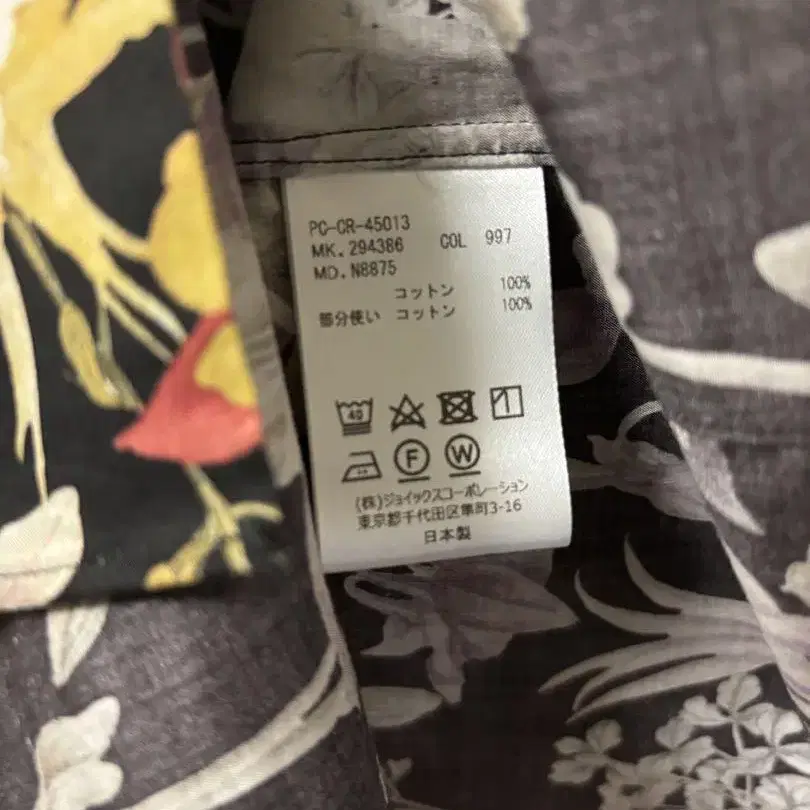 PC-CR-45013
MK. 294386 COL 997
MD. N8875
コットン 100%
部分使い コットン 100%
40
F W
(株)ジョイックスコーポレーション
東京都千代田区隼町3-16
日本製